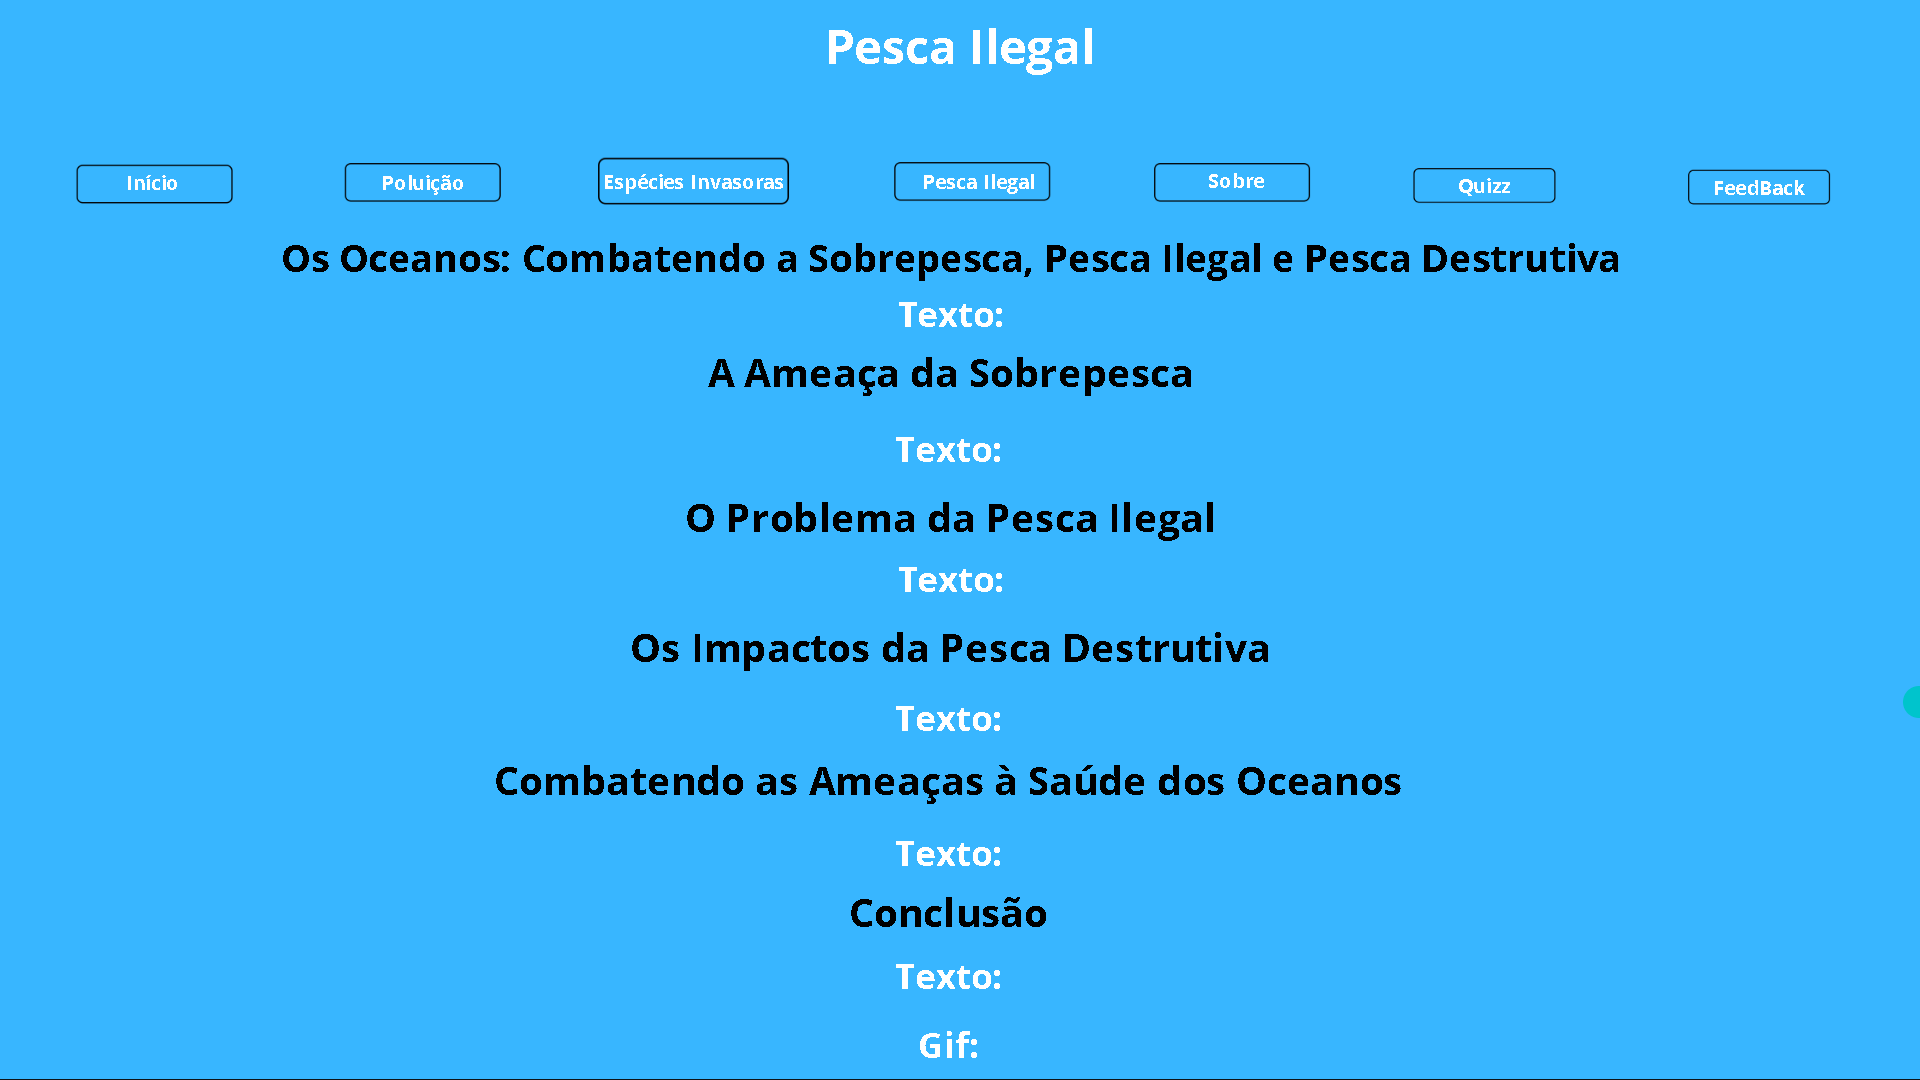 Pesca Ilegal
Início
Poluição
Espécies Invasoras
Pesca Ilegal
Sobre
Quizz
FeedBack
Os Oceanos: Combatendo a Sobrepesca, Pesca Ilegal e Pesca Destrutiva
Texto:
A Ameaça da Sobrepesca
Texto:
O Problema da Pesca Ilegal
Texto:
Os Impactos da Pesca Destrutiva
Texto:
Combatendo as Ameaças à Saúde dos Oceanos
Texto:
Conclusão
Texto:
Gif: